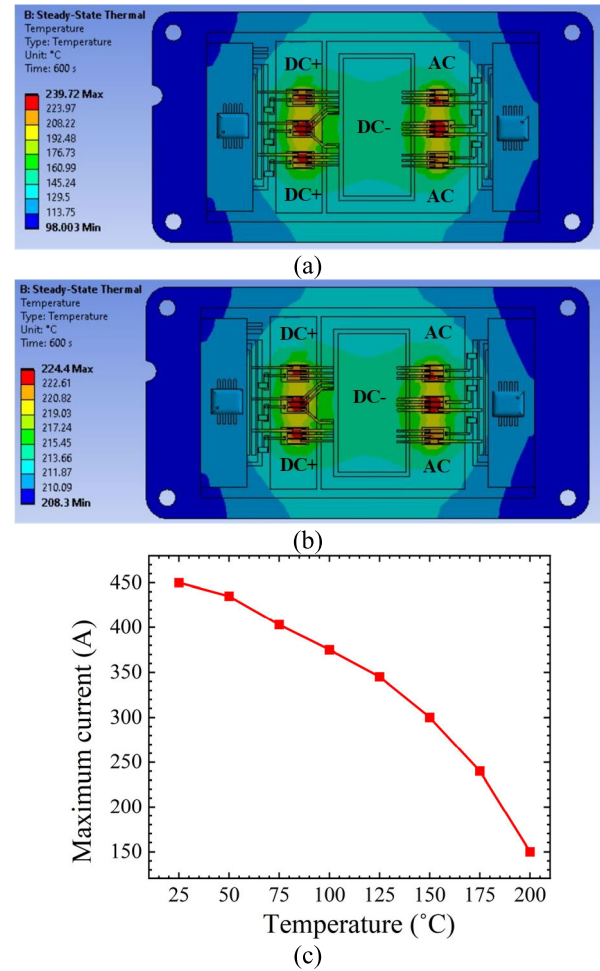 B: Steady-State Thermal
Temperature
Type: Temperature
Unit: °C
Time: 600 s
239.72 Max
223.97
208.22
192.48
176.73
160.99
145.24
129.5
113.75
98.003 Min
DC+
AC
DC-
DC+
AC
(a)
B: Steady-State Thermal
Temperature
Type: Temperature
Unit: °C
Time: 600 s
224.4 Max
222.61
220.82
219.03
217.24
215.45
213.66
211.87
210.09
208.3 Min
DC+
AC
DC-
DC+
AC
(b)
Maximum current (A)
450
400
350
300
250
200
150
25 50 75 100 125 150 175 200
Temperature (˚C)
(c)